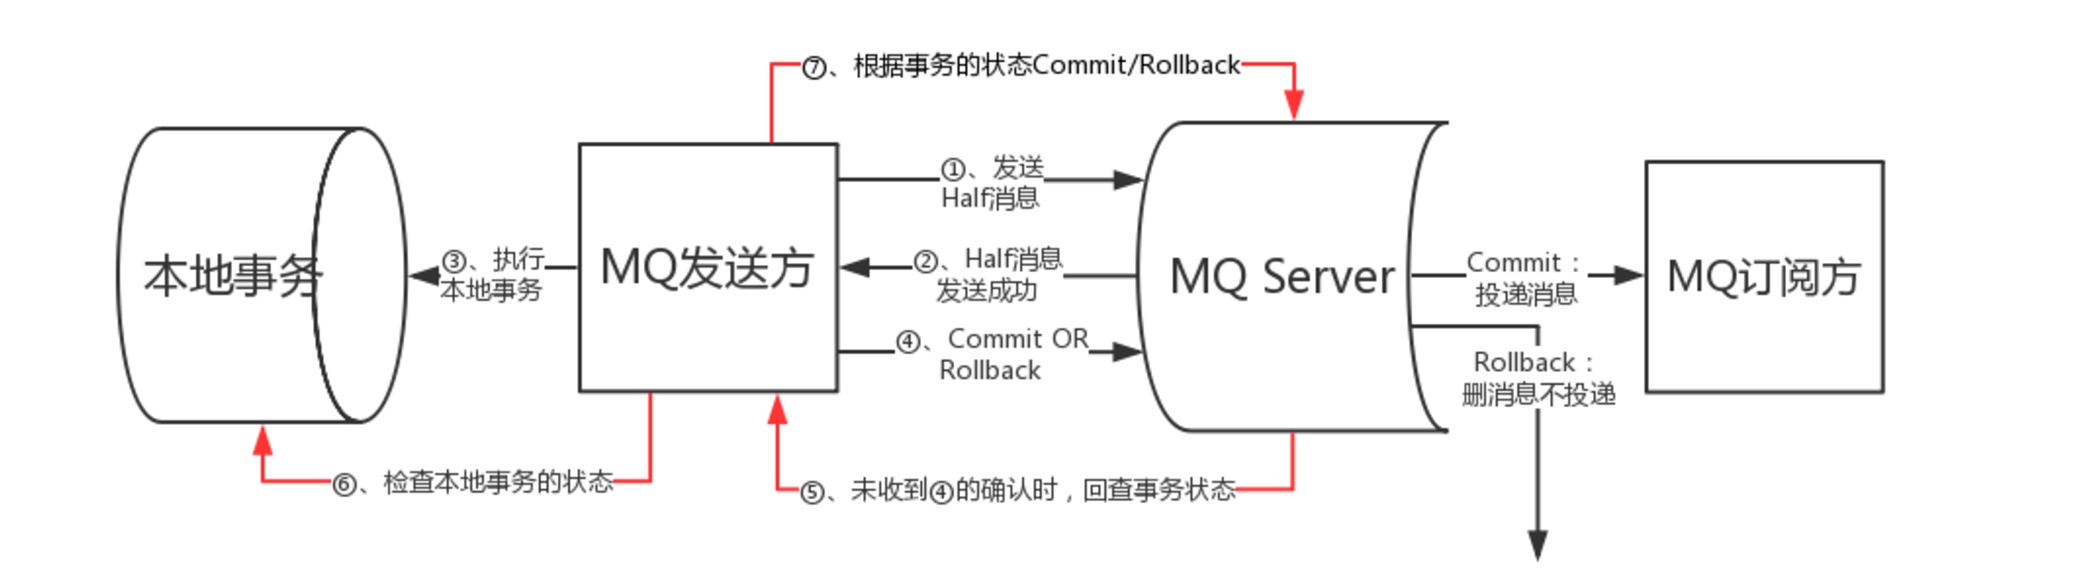 ⑦、根据事务的状态Commit/Rollback
①、发送
Half消息
本地事务
③、执行
本地事务
MQ发送方
②、Half消息
发送成功
MQ Server
Commit：
投递消息
MQ订阅方
④、Commit OR
Rollback
Rollback：
删消息不投递
⑥、检查本地事务的状态
⑤、未收到④的确认时，回查事务状态